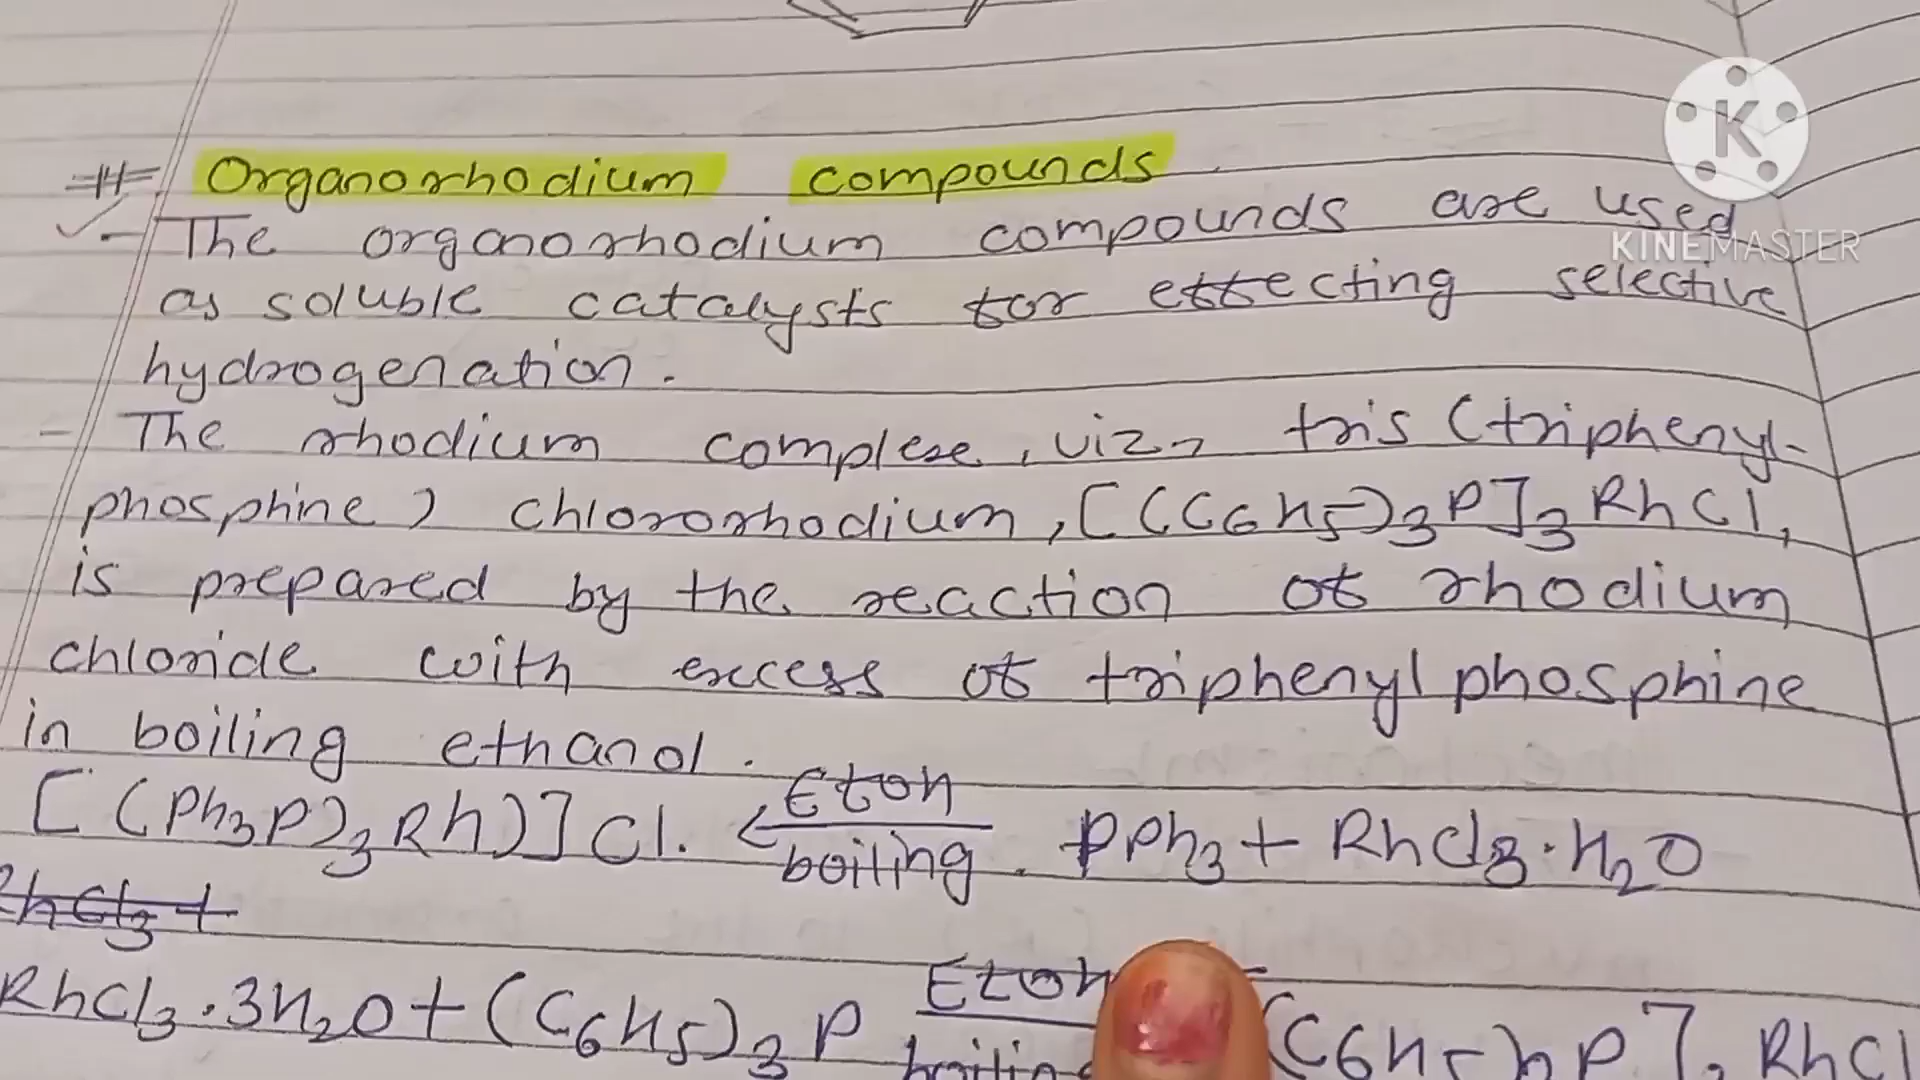 # Organorhodium compounds
- The organorhodium compounds are used
as soluble catalysts for effecting selective
hydrogenation.
- The rhodium complex, viz, tris (triphenyl-
phosphine) chlororhodium, [(C6H5)3P]3RhCl,
is prepared by the reaction of rhodium
chloride with excess of triphenylphosphine
in boiling ethanol.
[(Ph3P)3Rh)]Cl. < EtOH boiling. PPh3 + RhCl3·H2O
RhCl3 +
RhCl3·3H2O + (C6H5)3P EtOH
K
KINEMASTER